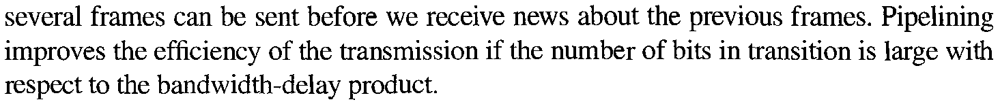 several frames can be sent before we receive news about the previous frames. Pipelining
improves the efficiency of the transmission if the number of bits in transition is large with
respect to the bandwidth-delay product.